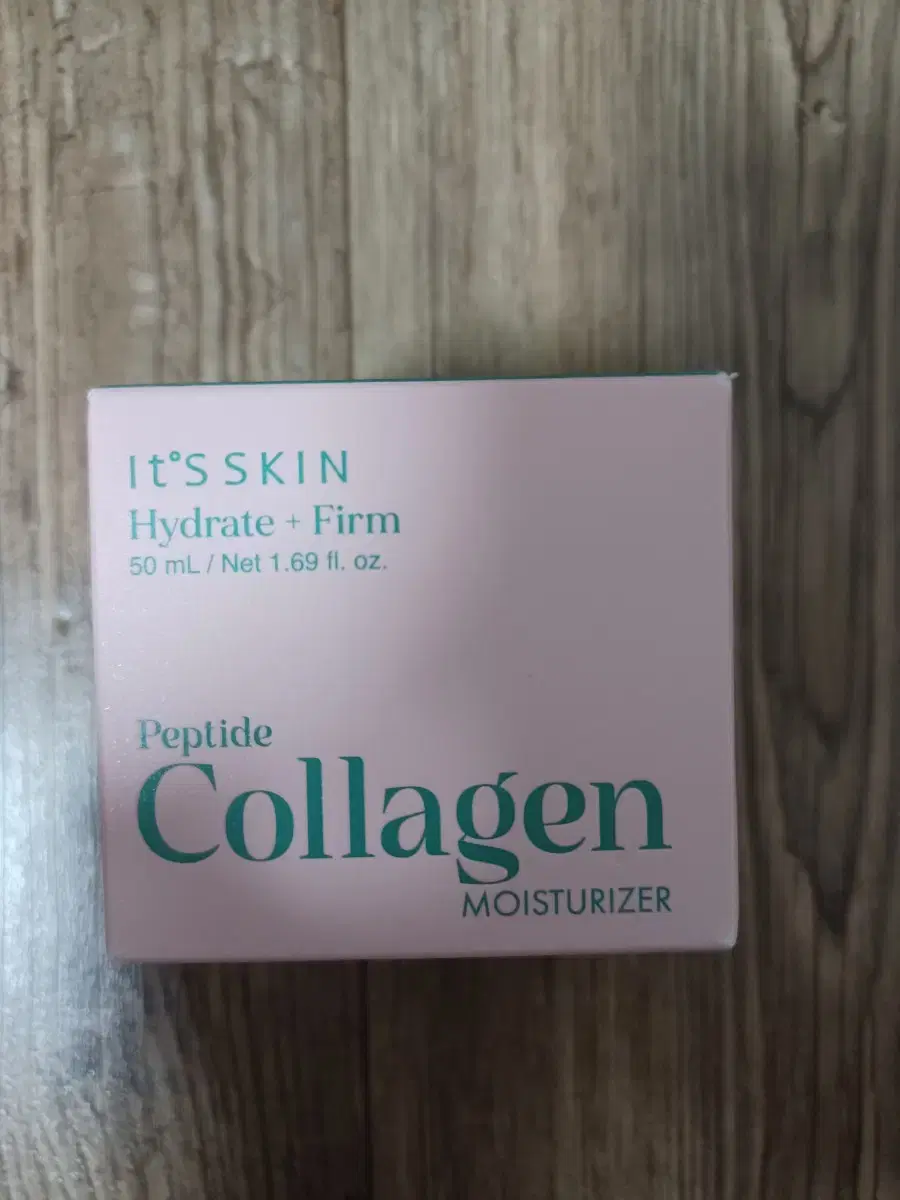 It°S SKIN
Hydrate + Firm
50 mL / Net 1.69 fl. oz.
Peptide
Collagen
MOISTURIZER